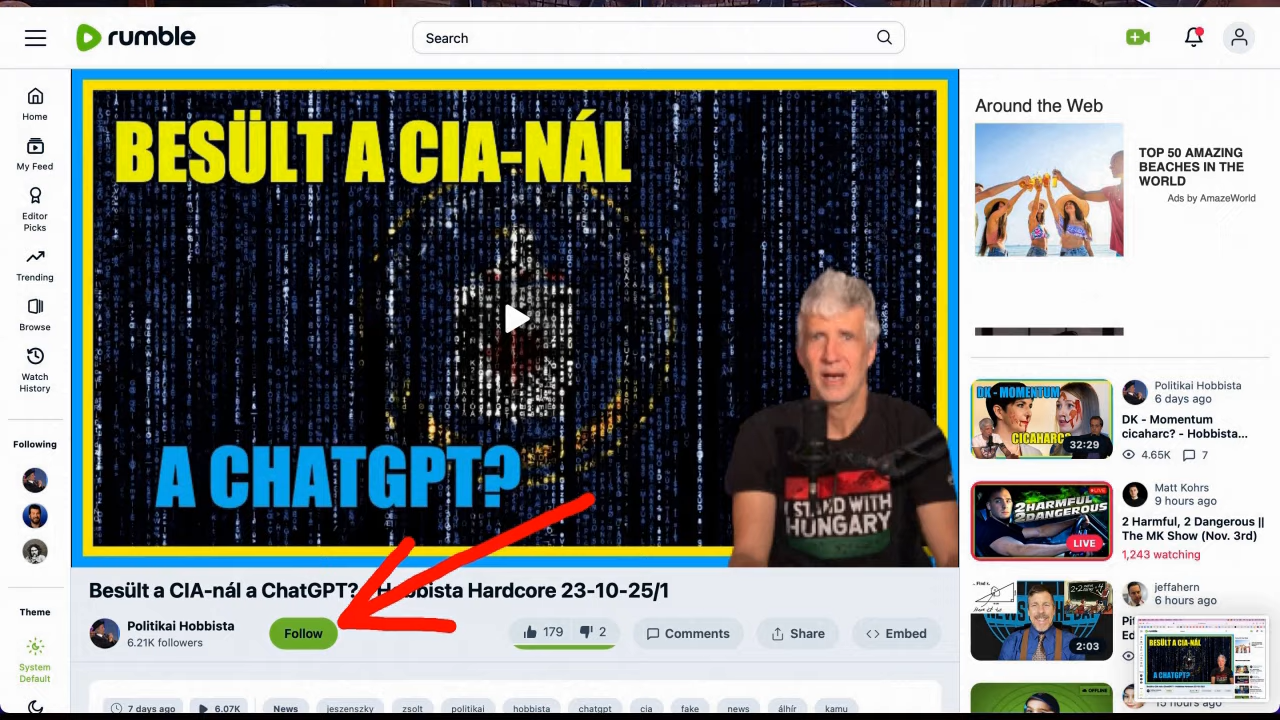 rumble
Search
Home
My Feed
Editor
Picks
Trending
Browse
Watch
History
Following
Theme
System
Default
BESÜLT A CIA-NÁL
A CHATGPT?
STAND WITH
HUNGARY
Besült a CIA-nál a ChatGPT? - Hobbista Hardcore 23-10-25/1
Politikai Hobbista
6.21K followers
Follow
179
2
Comments
Share
Embed
7 days ago
6.07K
News
jeszenszky
zsolt
politikai
hobbista
chatgpt
cia
fake
news
álhír
kamu
Around the Web
TOP 50 AMAZING
BEACHES IN THE
WORLD
Ads by AmazeWorld
DK - MOMENTUM
CICAHARC?
32:29
Politikai Hobbista
6 days ago
DK - Momentum
cicaharc? - Hobbista...
4.65K
7
LIVE
2 HARMFUL
2 DANGEROUS
LIVE
Matt Kohrs
9 hours ago
2 Harmful, 2 Dangerous ||
The MK Show (Nov. 3rd)
1,243 watching
2:03
jeffahern
6 hours ago
BESÜLT A CIA-NÁL
A CHATGPT?
OFFLINE
15 hours ago